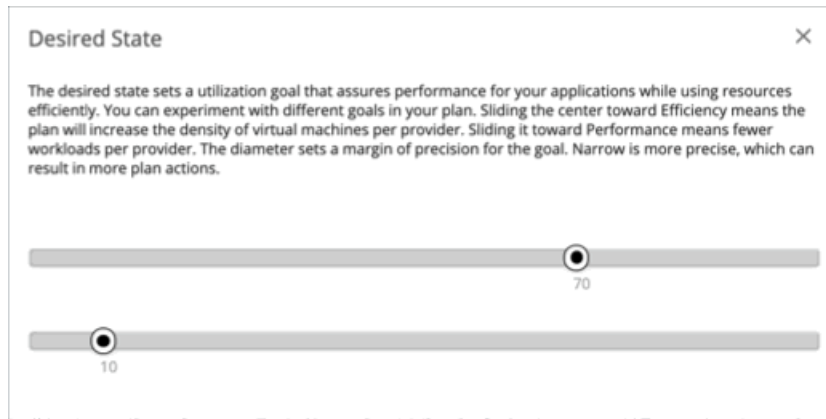 Desired State
The desired state sets a utilization goal that assures performance for your applications while using resources
efficiently. You can experiment with different goals in your plan. Sliding the center toward Efficiency means the
plan will increase the density of virtual machines per provider. Sliding it toward Performance means fewer
workloads per provider. The diameter sets a margin of precision for the goal. Narrow is more precise, which can
result in more plan actions.
70
10